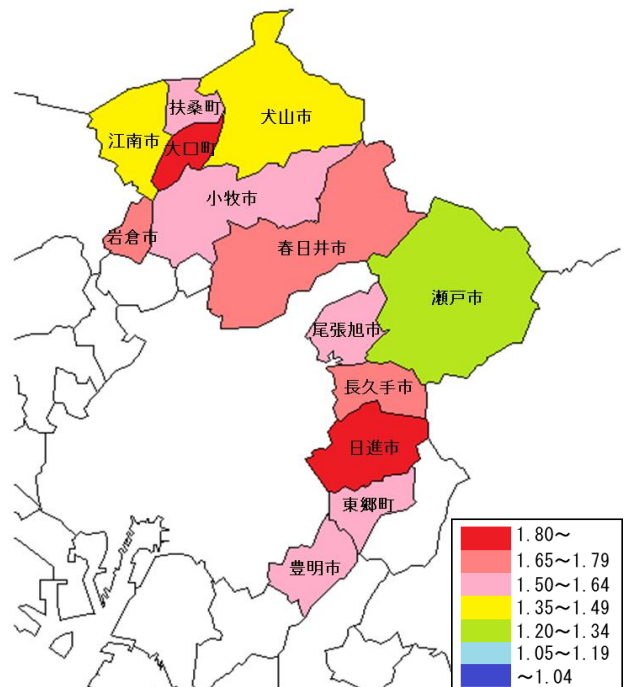 扶桑町
犬山市
江南市
大口町
小牧市
岩倉市
春日井市
瀬戸市
尾張旭市
長久手市
日進市
東郷町
豊明市
1.80～
1.65～1.79
1.50～1.64
1.35～1.49
1.20～1.34
1.05～1.19
～1.04